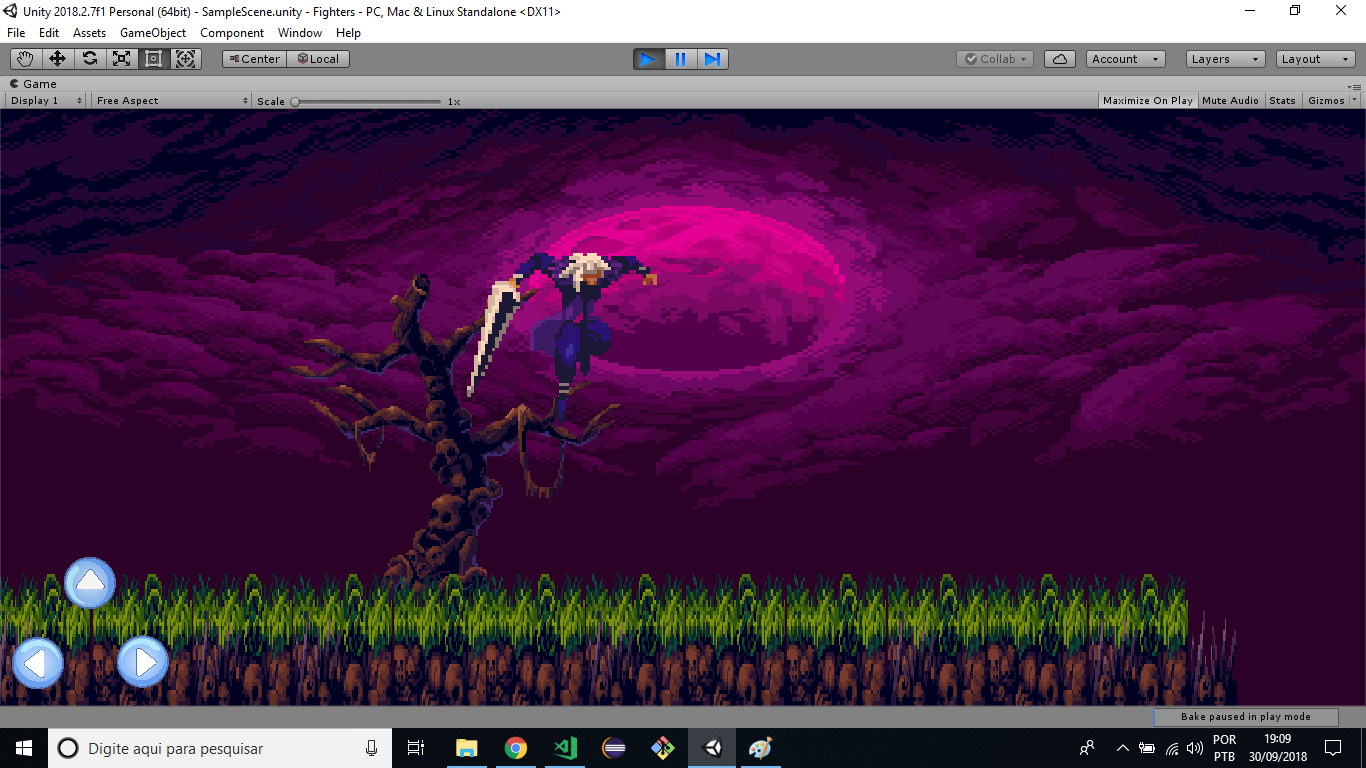 Unity 2018.2.7f1 Personal (64bit) - SampleScene.unity - Fighters - PC, Mac & Linux Standalone <DX11>
File Edit Assets GameObject Component Window Help
Center Local Collab Account Layers Layout
Game
Display 1 Free Aspect Scale 1x Maximize On Play Mute Audio Stats Gizmos
Bake paused in play mode
Digite aqui para pesquisar
POR 19:09
PTB 30/09/2018